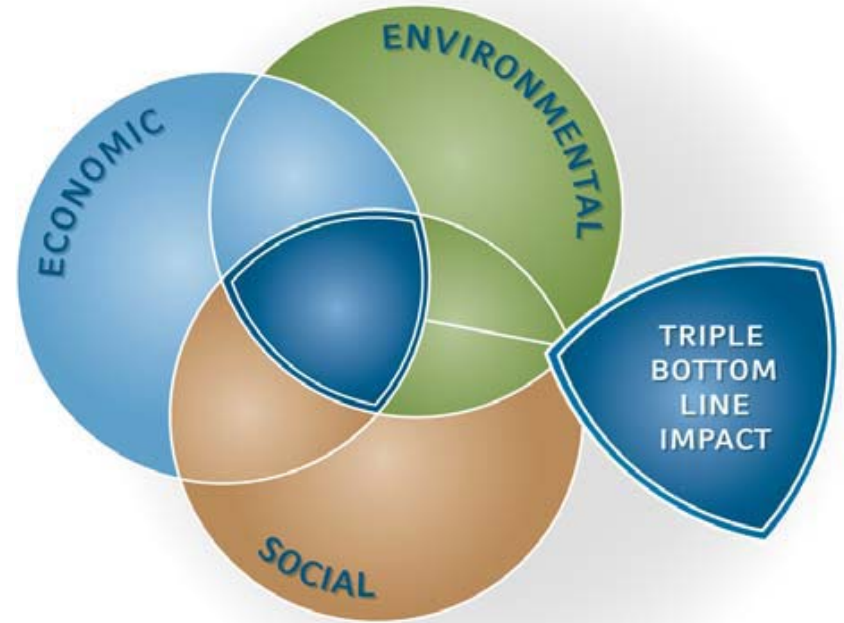 ENVIRONMENTAL
ECONOMIC
TRIPLE
BOTTOM
LINE
IMPACT
SOCIAL